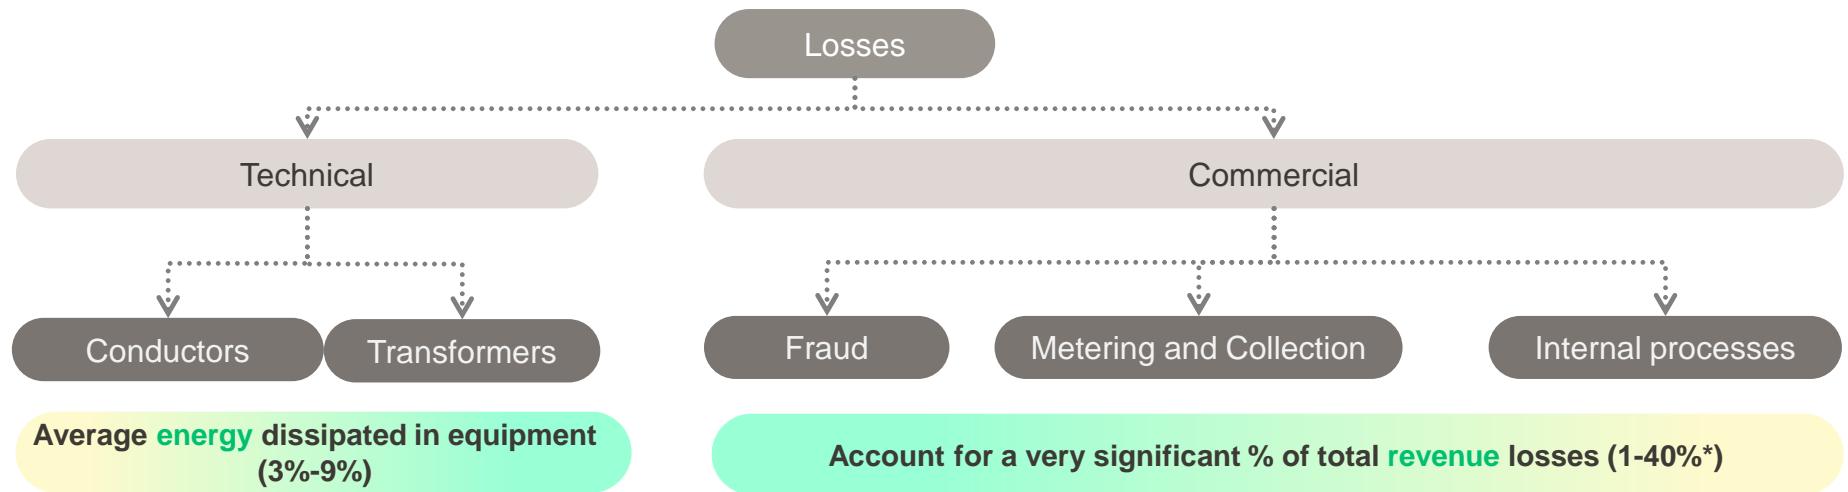 Losses
Technical
Commercial
Conductors
Transformers
Fraud
Metering and Collection
Internal processes
Average energy dissipated in equipment
(3%-9%)
Account for a very significant % of total revenue losses (1-40%*)